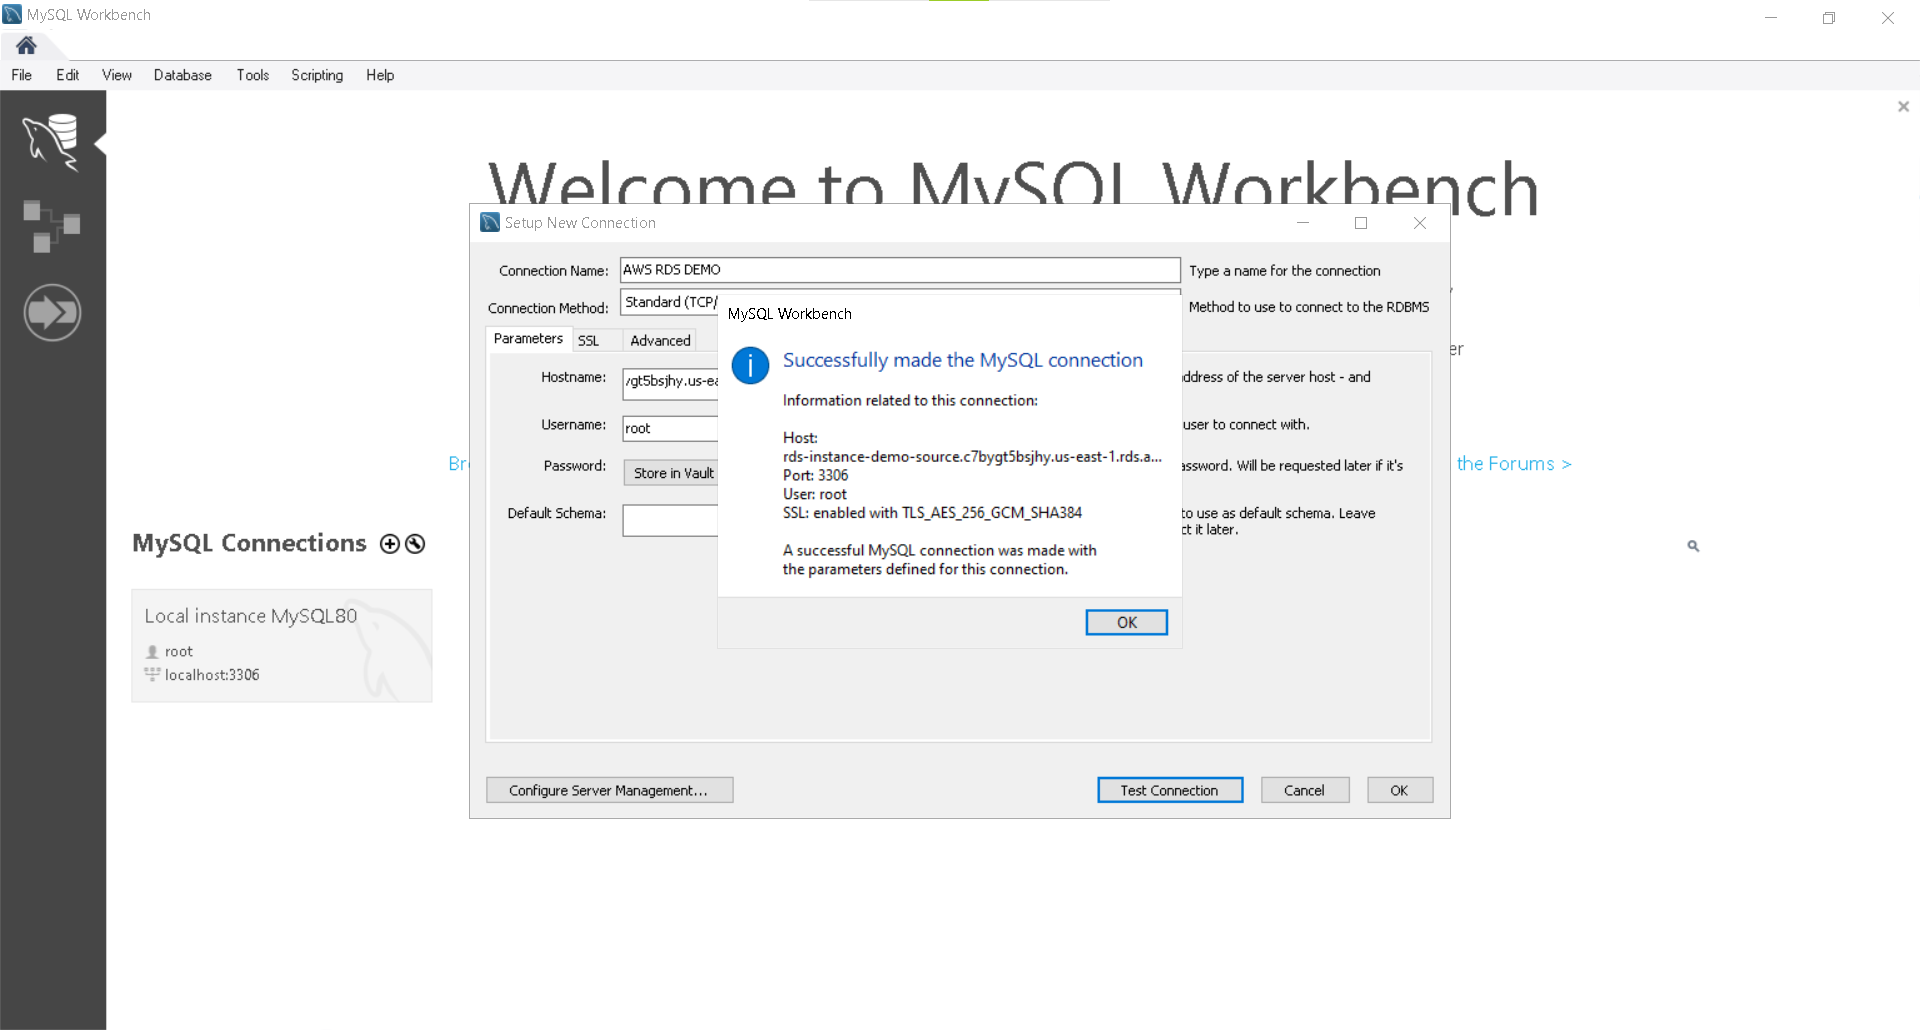 MySQL Workbench
File Edit View Database Tools Scripting Help
Welcome to MySQL Workbench
Setup New Connection
Connection Name: AWS RDS DEMO Type a name for the connection
Connection Method: Standard (TCP/ Method to use to connect to the RDBMS
Parameters SSL Advanced
Hostname: gt5bsjhy.us-ea address of the server host - and
Username: root user to connect with.
Password: Store in Vault password. Will be requested later if it's
Default Schema: to use as default schema. Leave
ct it later.
MySQL Workbench
Successfully made the MySQL connection
Information related to this connection:
Host:
rds-instance-demo-source.c7bygt5bsjhy.us-east-1.rds.a...
Port: 3306
User: root
SSL: enabled with TLS_AES_256_GCM_SHA384
A successful MySQL connection was made with
the parameters defined for this connection.
OK
Configure Server Management... Test Connection Cancel OK
er
Br
the Forums >
MySQL Connections
Local instance MySQL80
root
localhost:3306